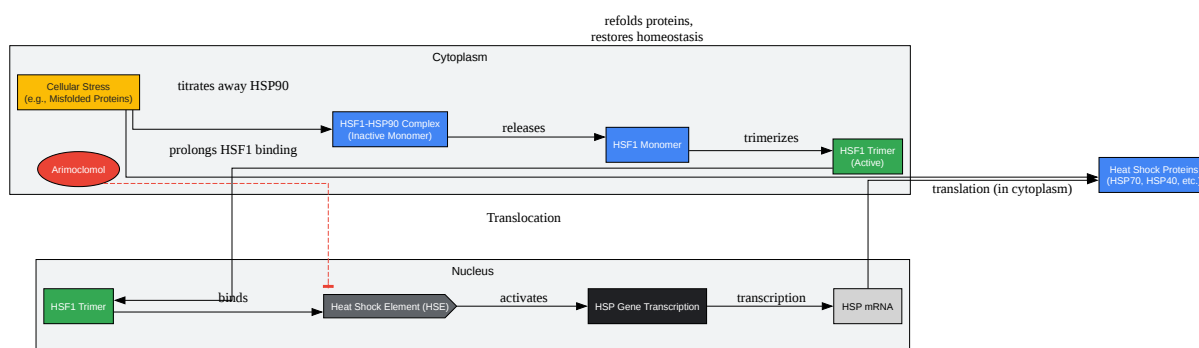 refolds proteins,
restores homeostasis
Cytoplasm
Cellular Stress
(e.g., Misfolded Proteins)
titrates away HSP90
HSF1-HSP90 Complex
(Inactive Monomer)
releases
HSF1 Monomer
trimerizes
HSF1 Trimer
(Active)
prolongs HSF1 binding
Arimoclomol
Heat Shock Proteins
(HSP70, HSP40, etc.)
translation (in cytoplasm)
Translocation
Nucleus
HSF1 Trimer
binds
Heat Shock Element (HSE)
activates
HSP Gene Transcription
transcription
HSP mRNA